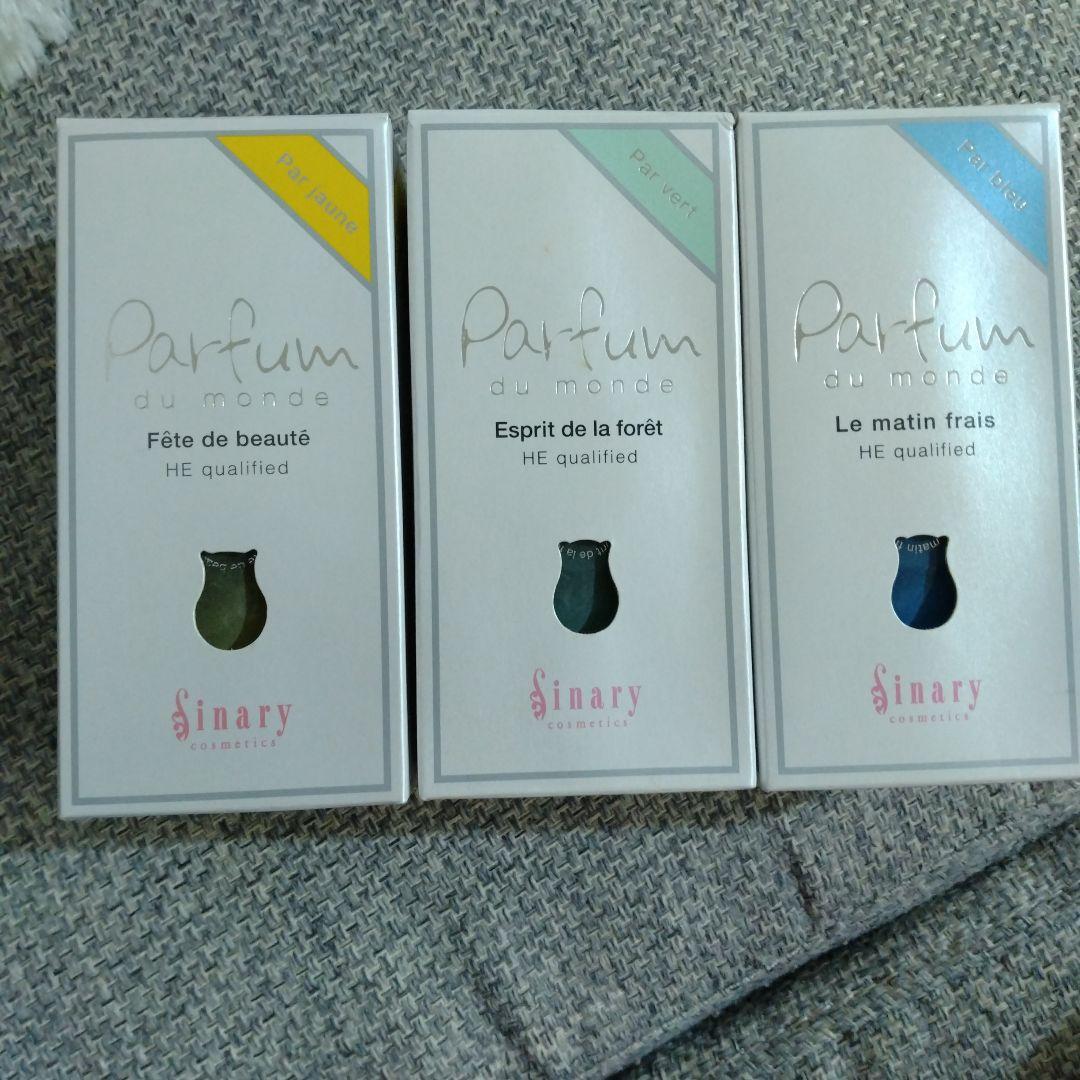 Par jaune
Parfum
du monde
Fête de beauté
HE qualified
Sinary
cosmetics
Par vert
Parfum
du monde
Esprit de la forêt
HE qualified
Sinary
cosmetics
Par bleu
Parfum
du monde
Le matin frais
HE qualified
matin
Sinary
cosmetics